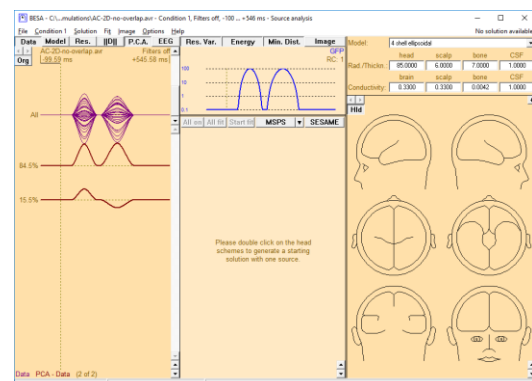 BESA - C:\...mulations\AC-2D-no-overlap.avr - Condition 1, Filters off, -100 ... +546 ms - Source analysis
File Condition 1 Solution Fit Image Options Help
No solution available
Data Model Res. ||D|| P.C.A. EEG
Org
AC-2D-no-overlap.avr Filters off
-99.59 ms +545.58 ms
All
84.5%
15.5%
Data PCA - Data (2 of 2)
Res. Var. Energy Min. Dist. Image
GFP
RC: 1
100
10
1
0.1
All on All fit Start fit MSPS SESAME
Please double click on the head
schemes to generate a starting
solution with one source.
Model: 4 shell ellipsoidal
head scalp bone CSF
Rad./Thickn.: 85.0000 6.0000 7.0000 1.0000
brain scalp bone CSF
Conductivity: 0.3300 0.3300 0.0042 1.0000
Hld